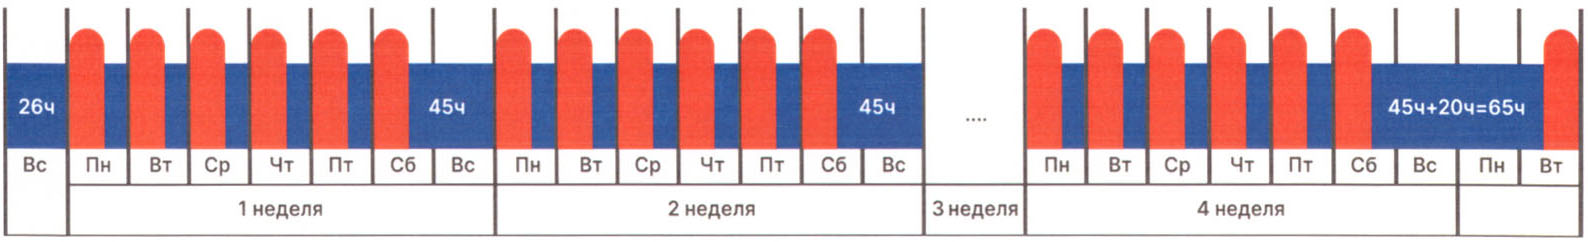 26ч 45ч 45ч .... 45ч+20ч=65ч
Вс Пн Вт Ср Чт Пт Сб Вс Пн Вт Ср Чт Пт Сб Вс Пн Вт Ср Чт Пт Сб Вс Пн Вт
1 неделя 2 неделя 3 неделя 4 неделя